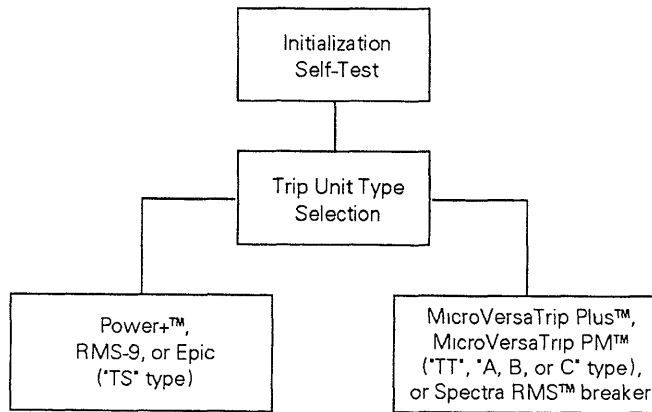 Initialization
Self-Test
Trip Unit Type
Selection
Power+™,
RMS-9, or Epic
("TS" type)
MicroVersaTrip Plus™,
MicroVersaTrip PM™
("TT", "A, B, or C" type),
or Spectra RMS™ breaker